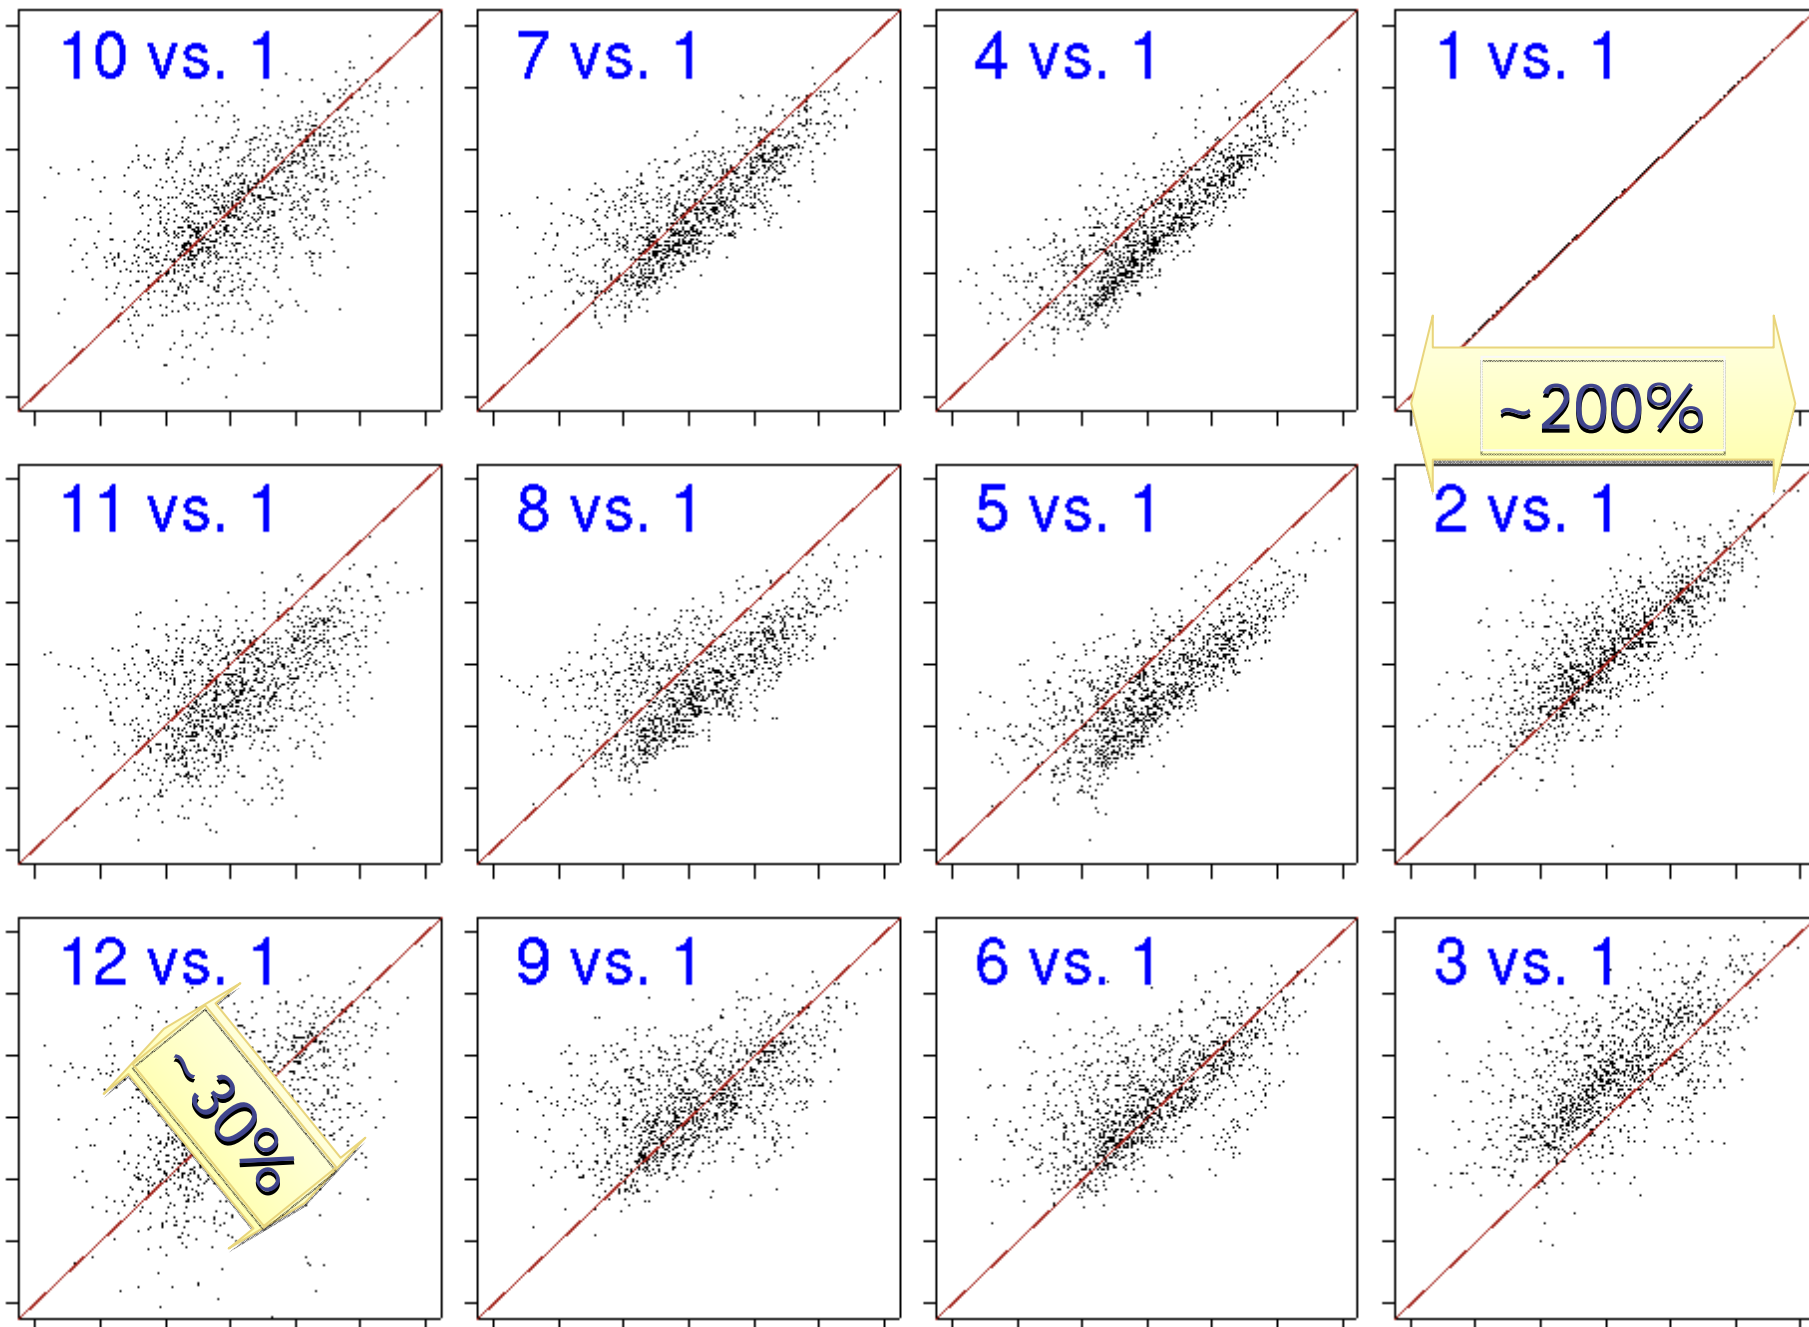 10 vs. 1
7 vs. 1
4 vs. 1
1 vs. 1
~200%
11 vs. 1
8 vs. 1
5 vs. 1
2 vs. 1
12 vs. 1
9 vs. 1
6 vs. 1
3 vs. 1
~30%